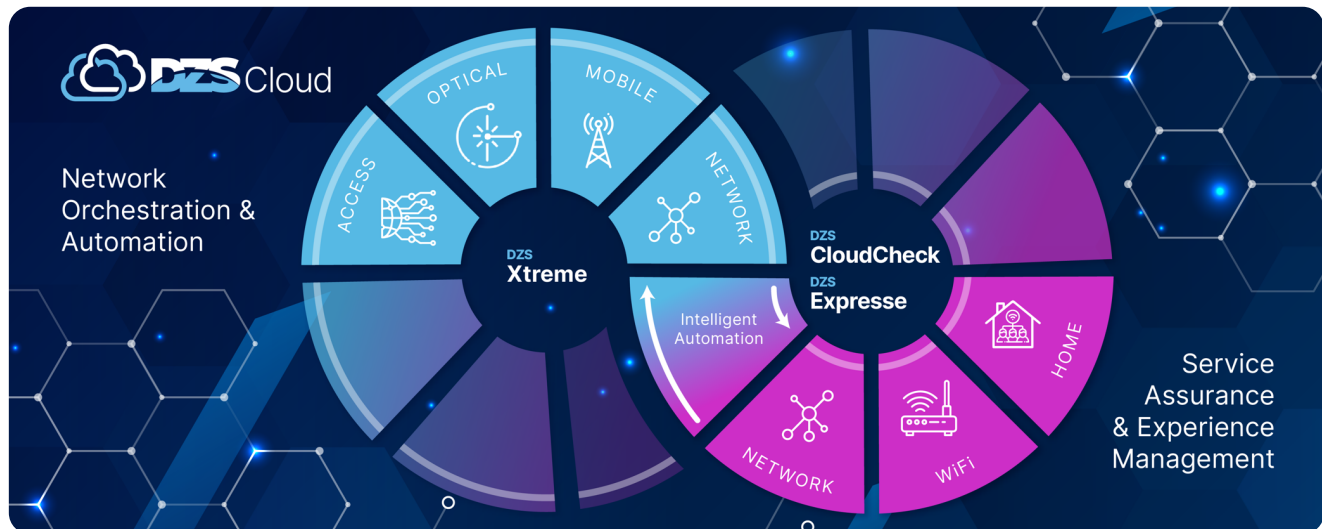 DZS Cloud
Network
Orchestration &
Automation
ACCESS
OPTICAL
MOBILE
NETWORK
DZS
Xtreme
DZS
CloudCheck
DZS
Expresse
Intelligent
Automation
NETWORK
WiFi
HOME
Service
Assurance
& Experience
Management